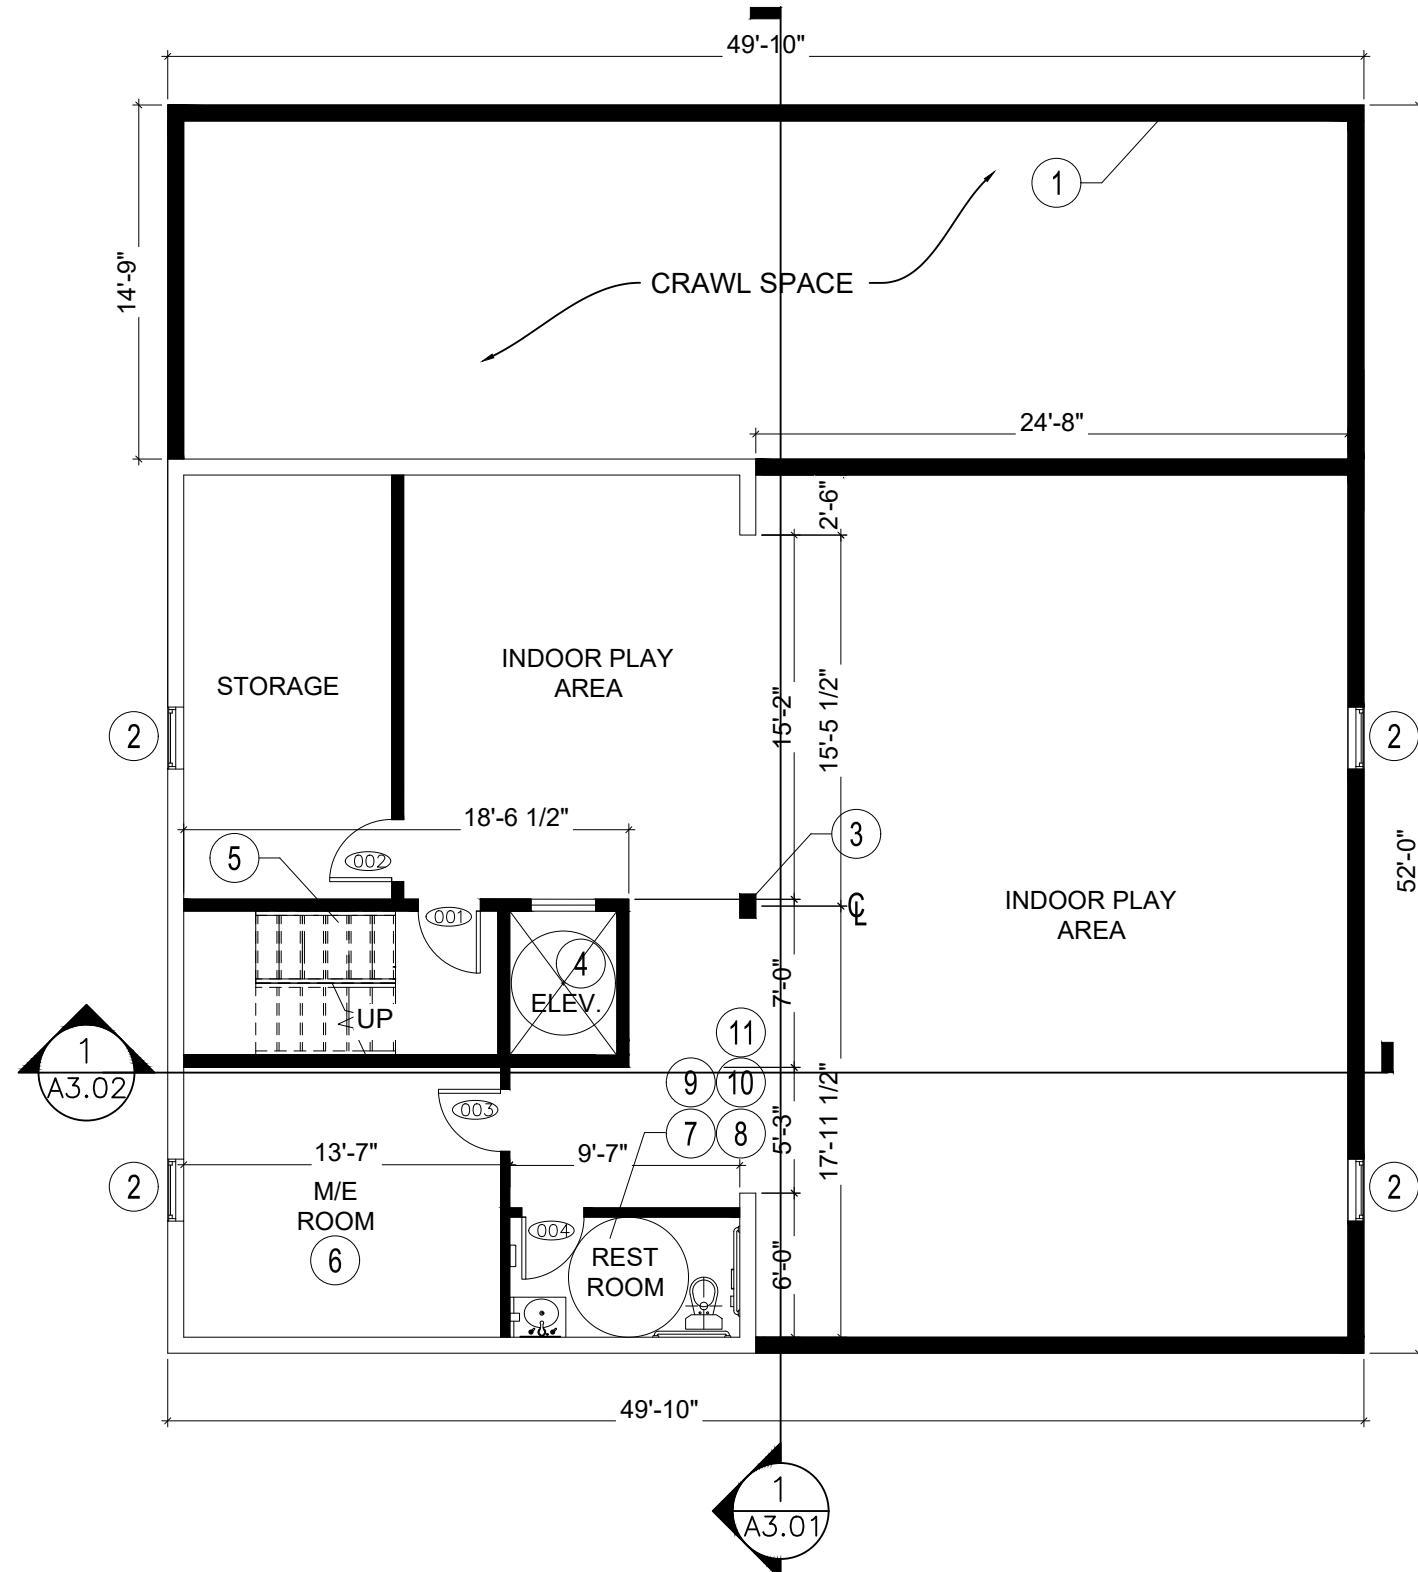 49'-10"
1
14'-9"
CRAWL SPACE
24'-8"
2'-6"
INDOOR PLAY
AREA
STORAGE
15'-2"
15'-5 1/2"
2
2
18'-6 1/2"
3
5
002
52'-0"
001
CL
INDOOR PLAY
AREA
4
ELEV.
7'-0"
UP
11
1
A3.02
9
10
003
7
8
5'-3"
17'-11 1/2"
13'-7"
9'-7"
2
M/E
ROOM
2
004
6
REST
ROOM
6'-0"
49'-10"
1
A3.01